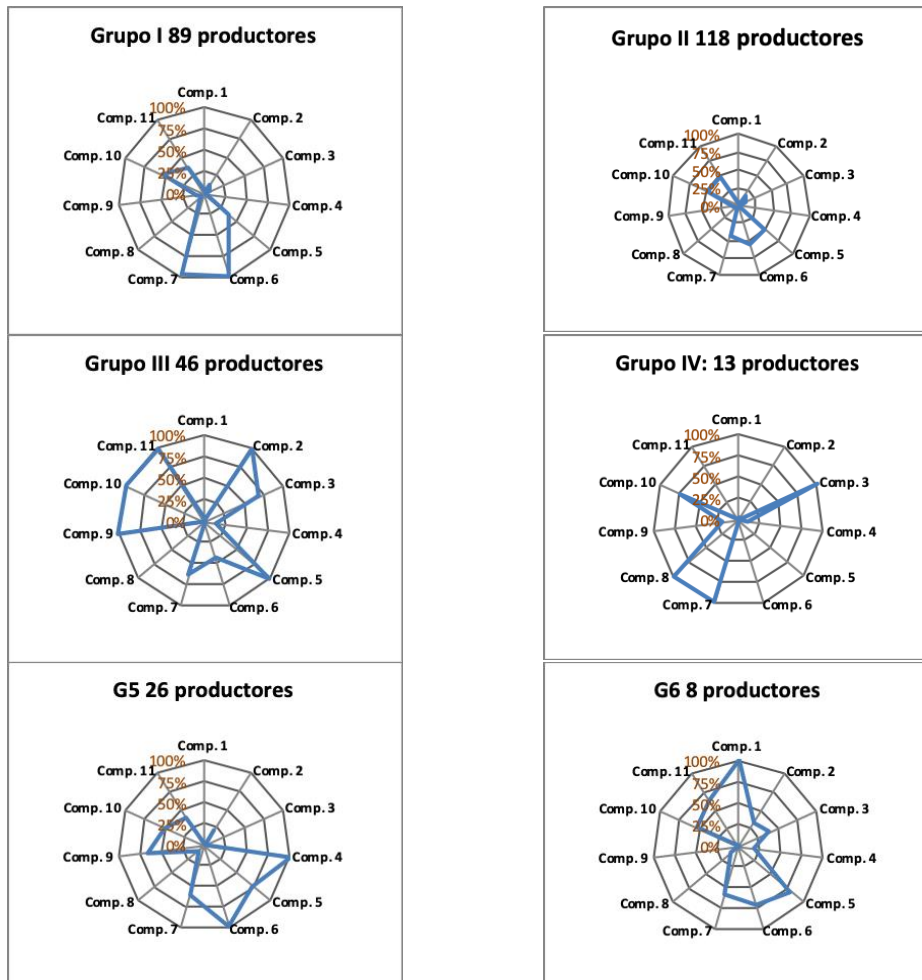 Grupo I 89 productores
Comp. 1
100%
Comp. 11
Comp. 2
75%
50%
Comp. 10
Comp. 3
25%
0%
Comp. 9
Comp. 4
Comp. 8
Comp. 5
Comp. 7
Comp. 6
Grupo II 118 productores
Comp. 1
100%
Comp. 11
Comp. 2
75%
50%
Comp. 10
Comp. 3
25%
0%
Comp. 9
Comp. 4
Comp. 8
Comp. 5
Comp. 7
Comp. 6
Grupo III 46 productores
Comp. 1
100%
Comp. 11
Comp. 2
75%
50%
Comp. 10
Comp. 3
25%
0%
Comp. 9
Comp. 4
Comp. 8
Comp. 5
Comp. 7
Comp. 6
Grupo IV: 13 productores
Comp. 1
100%
Comp. 11
Comp. 2
75%
50%
Comp. 10
Comp. 3
25%
0%
Comp. 9
Comp. 4
Comp. 8
Comp. 5
Comp. 7
Comp. 6
G5 26 productores
Comp. 1
100%
Comp. 11
Comp. 2
75%
50%
Comp. 10
Comp. 3
25%
0%
Comp. 9
Comp. 4
Comp. 8
Comp. 5
Comp. 7
Comp. 6
G6 8 productores
Comp. 1
100%
Comp. 11
Comp. 2
75%
50%
Comp. 10
Comp. 3
25%
0%
Comp. 9
Comp. 4
Comp. 8
Comp. 5
Comp. 7
Comp. 6